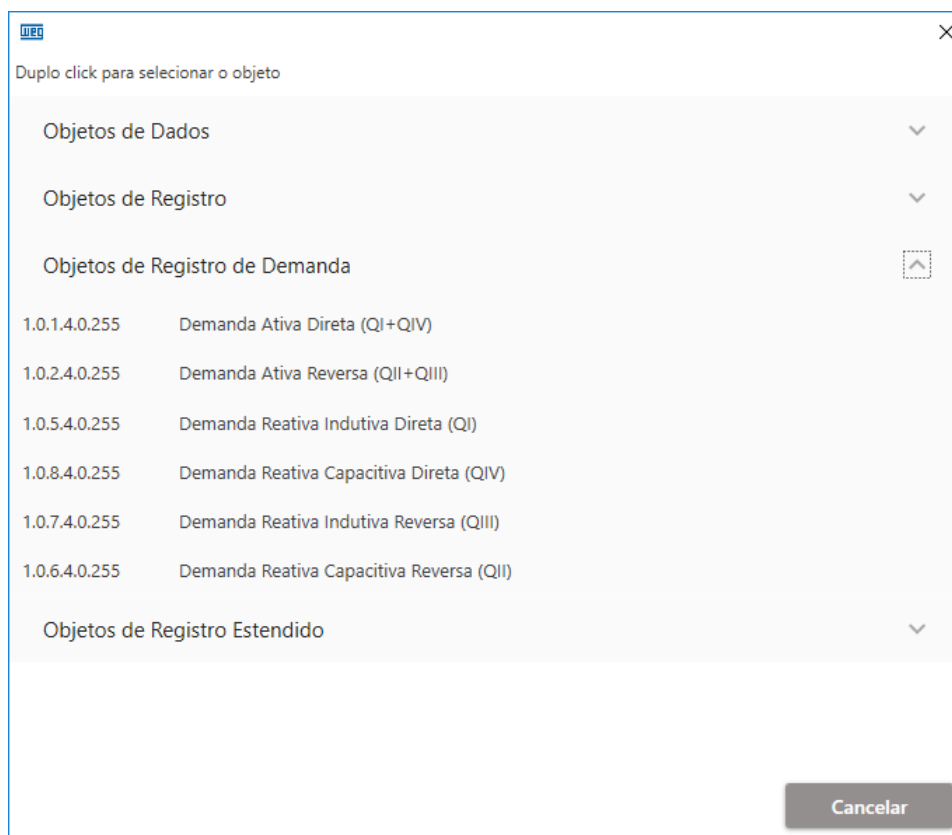 weg
Duplo click para selecionar o objeto
Objetos de Dados
Objetos de Registro
Objetos de Registro de Demanda
1.0.1.4.0.255 Demanda Ativa Direta (QI+QIV)
1.0.2.4.0.255 Demanda Ativa Reversa (QII+QIII)
1.0.5.4.0.255 Demanda Reativa Indutiva Direta (QI)
1.0.8.4.0.255 Demanda Reativa Capacitiva Direta (QIV)
1.0.7.4.0.255 Demanda Reativa Indutiva Reversa (QIII)
1.0.6.4.0.255 Demanda Reativa Capacitiva Reversa (QII)
Objetos de Registro Estendido
Cancelar